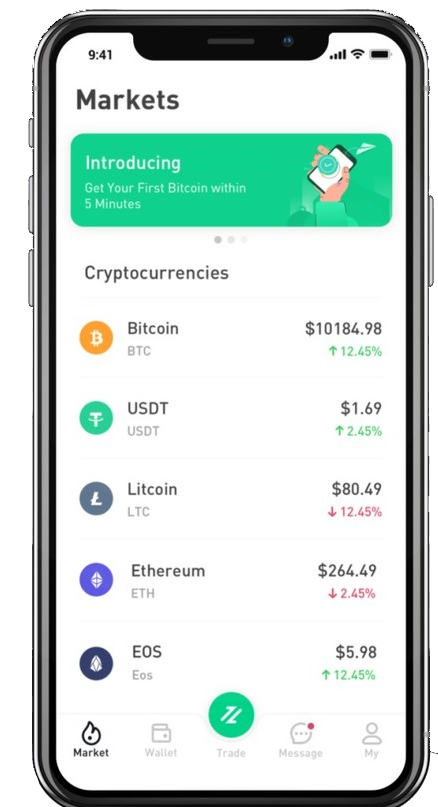 9:41
Markets
Introducing
Get Your First Bitcoin within
5 Minutes
Cryptocurrencies
Bitcoin $10184.98
BTC ↑ 12.45%
USDT $1.69
USDT ↑ 2.45%
Litcoin $80.49
LTC ↓ 12.45%
Ethereum $264.49
ETH ↓ 2.45%
EOS $5.98
Eos ↑ 12.45%
Market Wallet Trade Message My